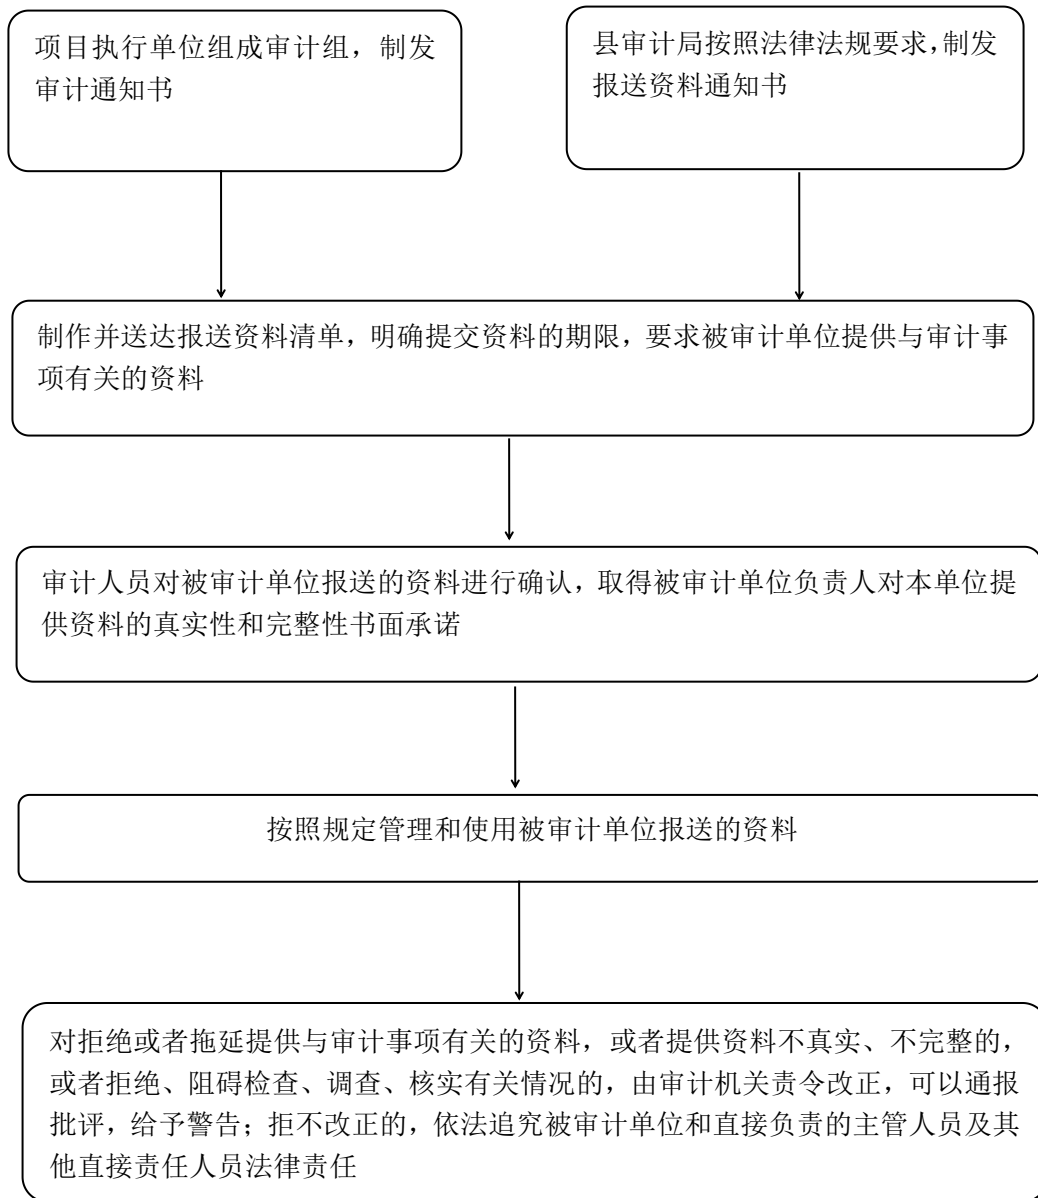 项目执行单位组成审计组，制发
审计通知书
县审计局按照法律法规要求，制发
报送资料通知书
制作并送达报送资料清单，明确提交资料的期限，要求被审计单位提供与审计事
项有关的资料
审计人员对被审计单位报送的资料进行确认，取得被审计单位负责人对本单位提
供资料的真实性和完整性书面承诺
按照规定管理和使用被审计单位报送的资料
对拒绝或者拖延提供与审计事项有关的资料，或者提供资料不真实、不完整的，
或者拒绝、阻碍检查、调查、核实有关情况的，由审计机关责令改正，可以通报
批评，给予警告；拒不改正的，依法追究被审计单位和直接负责的主管人员及其
他直接责任人员法律责任